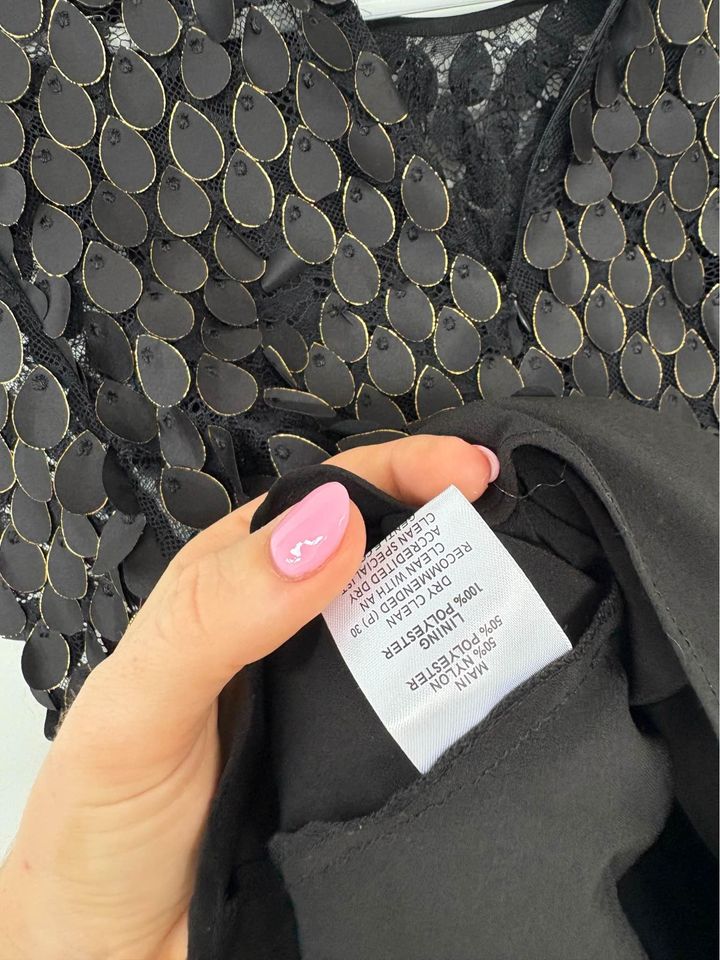 MAIN
50% NYLON
50% POLYESTER
LINING
100% POLYESTER
DRY CLEAN
RECOMMENDED (P) 30
CLEAN WITH AN
ACCREDITED DRY
CLEAN SPECIALIST
GENTLE